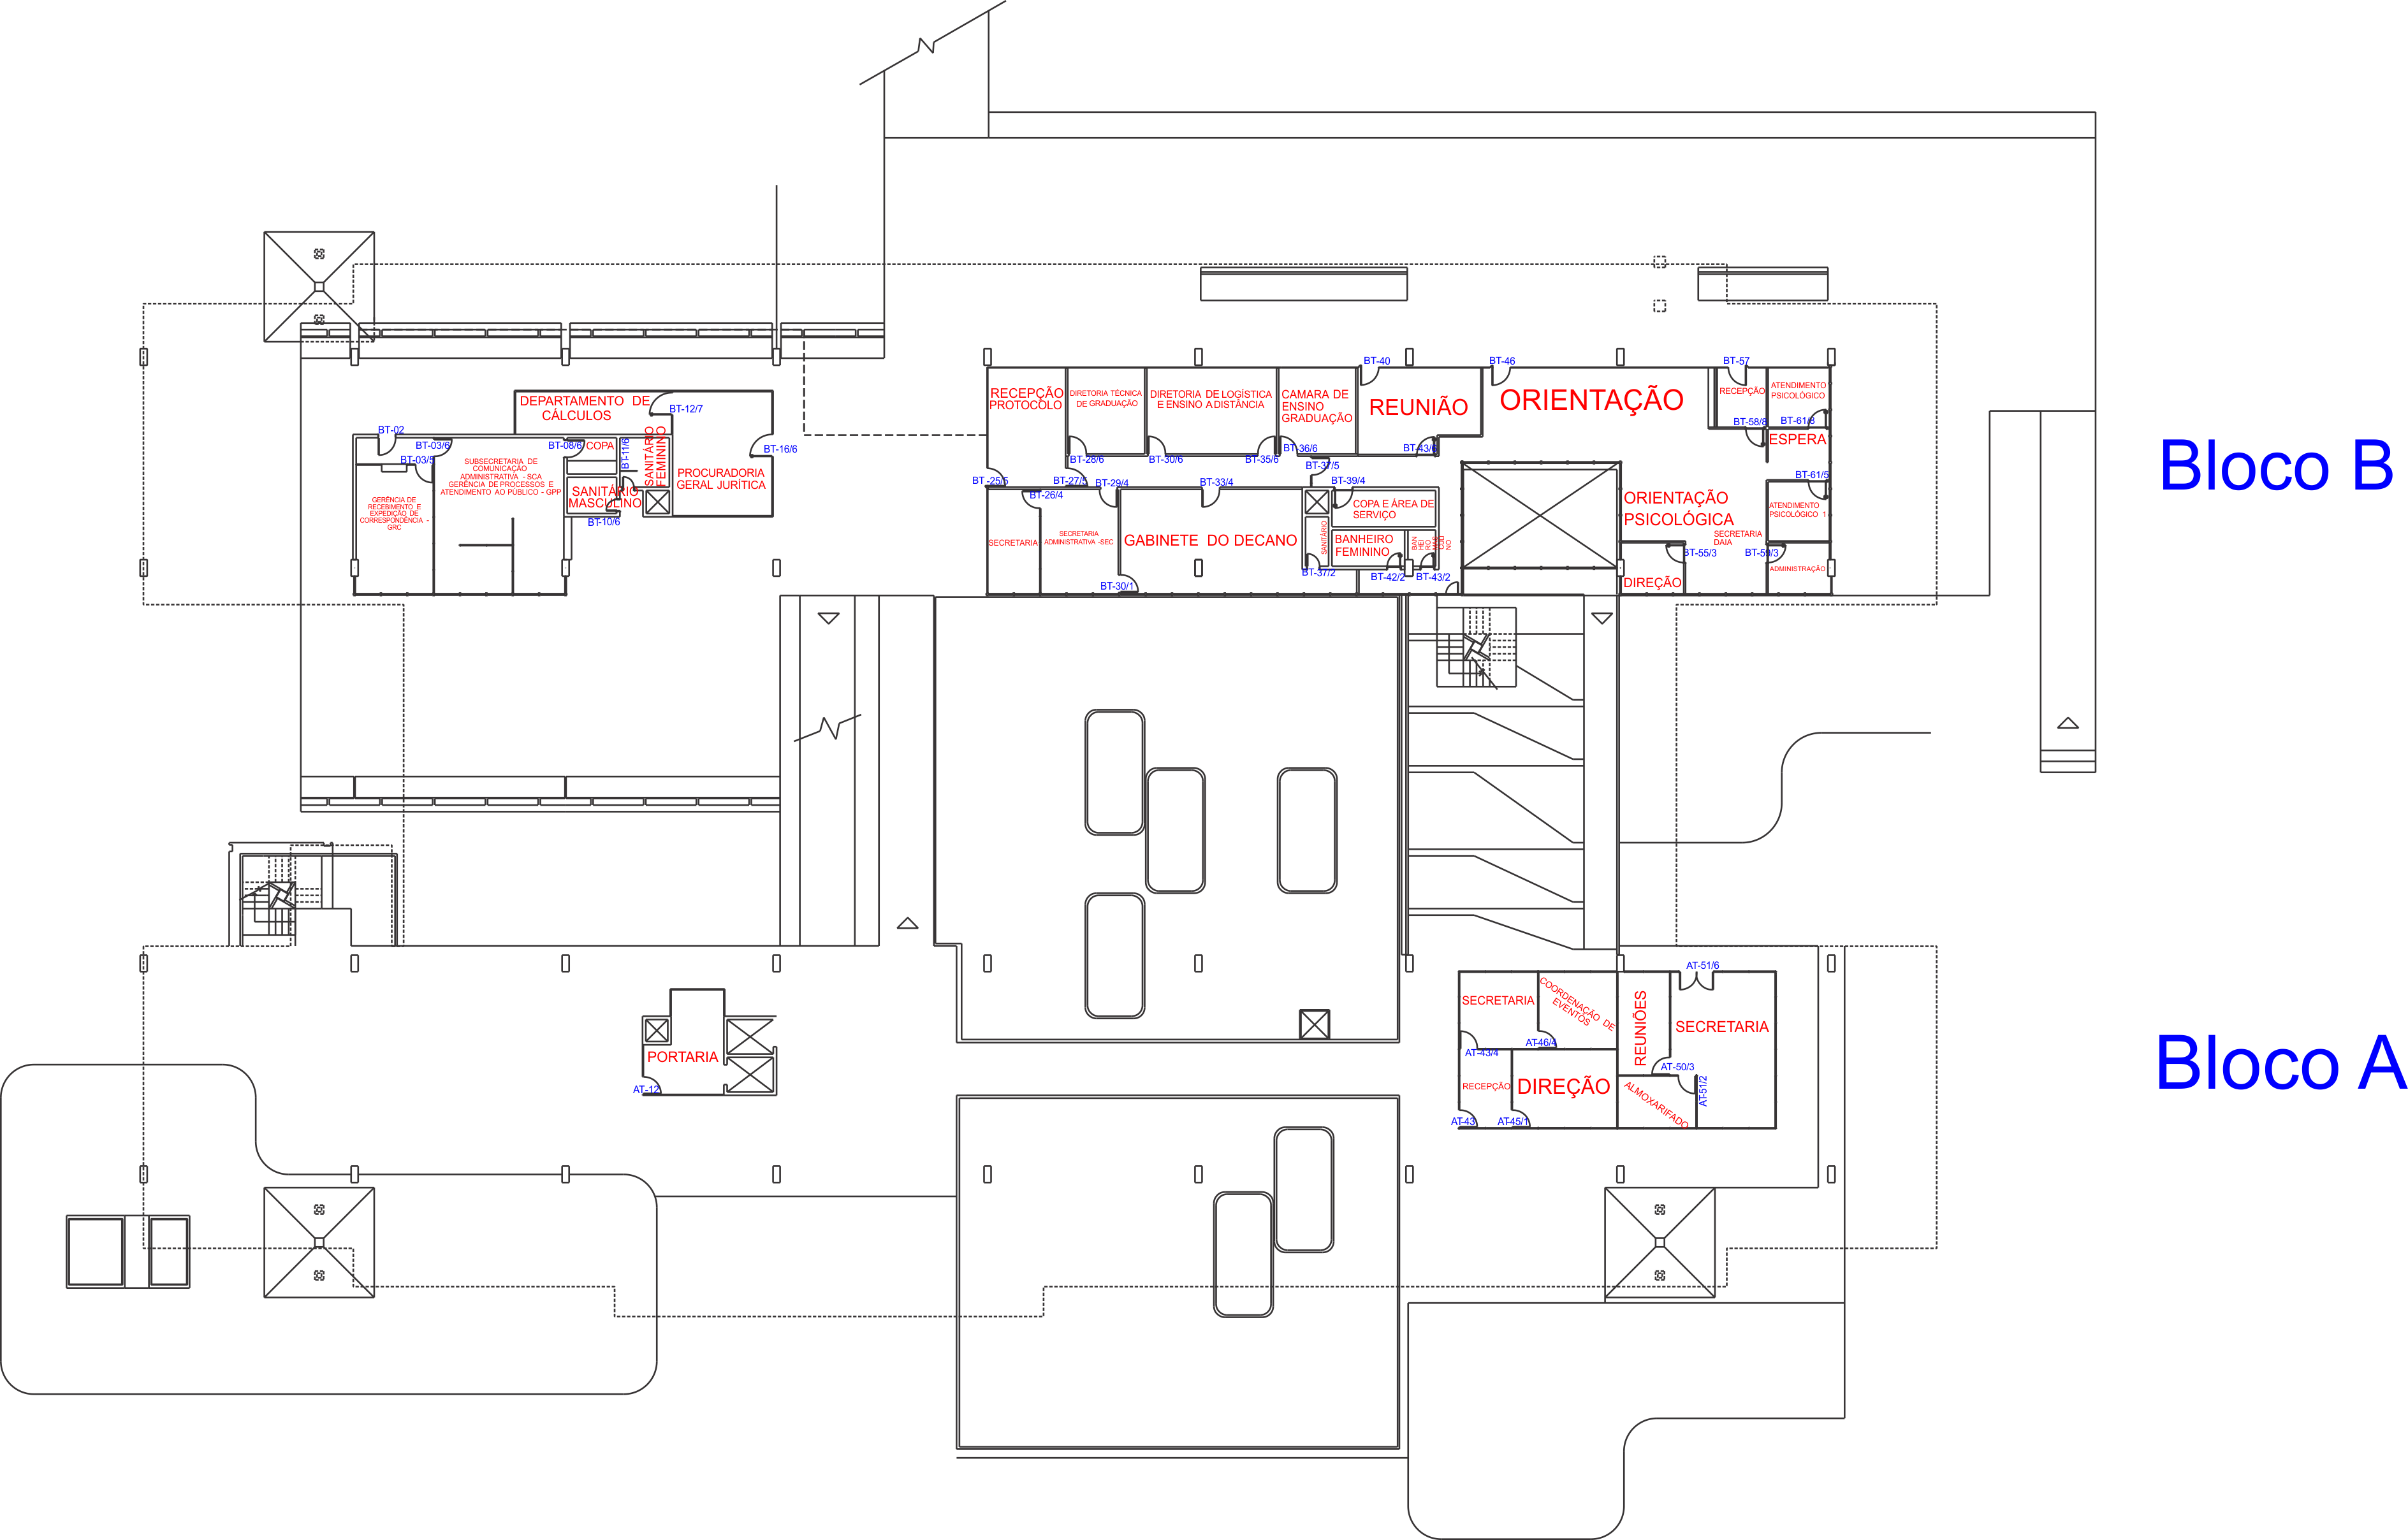 Bloco B
BT-40
BT-46
BT-57
RECEPÇÃO
PROTOCOLO
DIRETORIA TÉCNICA
DE GRADUAÇÃO
DIRETORIA DE LOGÍSTICA
E ENSINO A DISTÂNCIA
CAMARA DE
ENSINO
GRADUAÇÃO
REUNIÃO
ORIENTAÇÃO
RECEPÇÃO
ATENDIMENTO
PSICOLÓGICO
DEPARTAMENTO DE
CÁLCULOS
BT-12/7
BT-02
BT-03/6
BT-03/5
BT-08/6
COPA
BT-11/6
SANITÁRIO
FEMININO
BT-16/6
PROCURADORIA
GERAL JURÍTICA
SUBSECRETARIA DE
COMUNICAÇÃO
ADMINISTRATIVA - SCA
GERÊNCIA DE PROCESSOS E
ATENDIMENTO AO PÚBLICO - GPP
SANITÁRIO
MASCULINO
BT-10/6
GERÊNCIA DE
RECEBIMENTO E
EXPEDIÇÃO DE
CORRESPONDÊNCIA -
GRC
BT-28/6
BT-30/6
BT-35/6
BT-36/6
BT-43/6
BT-58/8
BT-61/8
ESPERA
BT-25/5
BT-27/5
BT-29/4
BT-33/4
BT-37/5
BT-39/4
BT-61/5
BT-26/4
COPA E ÁREA DE
SERVIÇO
ORIENTAÇÃO
PSICOLÓGICA
ATENDIMENTO
PSICOLÓGICO 1
SECRETARIA
SECRETARIA
ADMINISTRATIVA -SEC
GABINETE DO DECANO
SANITÁRIO
BANHEIRO
FEMININO
BAN
HEI
RO
MAS
CULI
NO
SECRETARIA
DAIA
BT-55/3
BT-59/3
BT-30/1
BT-37/2
BT-42/2
BT-43/2
DIREÇÃO
ADMINISTRAÇÃO
Bloco A
AT-51/6
SECRETARIA
COORDENAÇÃO DE
EVENTOS
REUNIÕES
SECRETARIA
PORTARIA
AT-12
AT-43/4
AT-46/4
AT-50/3
RECEPÇÃO
DIREÇÃO
ALMOXARIFADO
AT-51/2
AT-43
AT-45/1